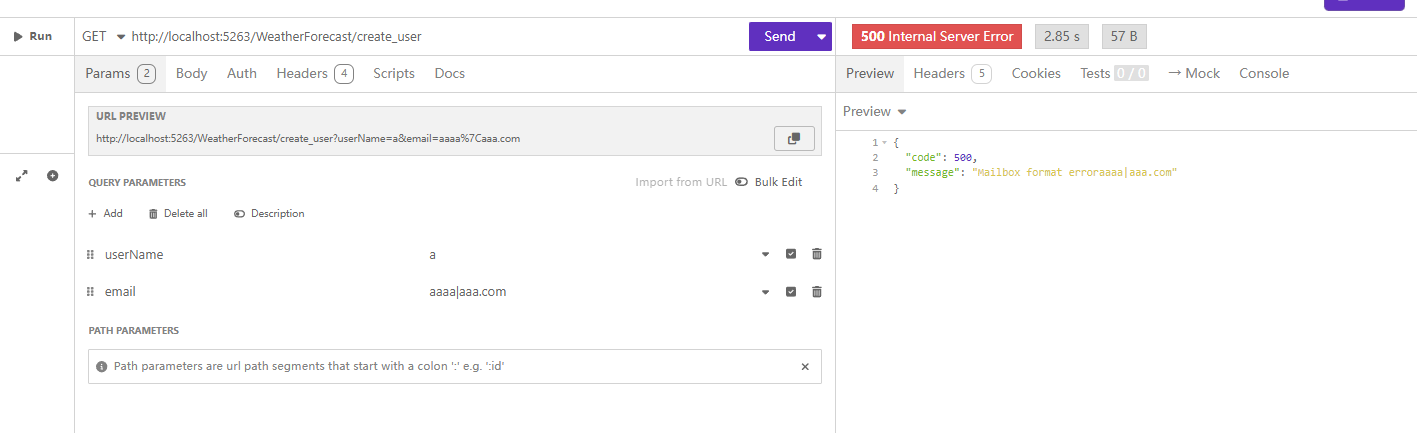 Run
GET http://localhost:5263/WeatherForecast/create_user
Send
Params 2 Body Auth Headers 4 Scripts Docs
URL PREVIEW
http://localhost:5263/WeatherForecast/create_user?userName=a&email=aaaa%7Caaa.com
QUERY PARAMETERS
Import from URL Bulk Edit
+ Add Delete all Description
userName a
email aaaa|aaa.com
PATH PARAMETERS
Path parameters are url path segments that start with a colon ':' e.g. ':id'
500 Internal Server Error 2.85 s 57 B
Preview Headers 5 Cookies Tests 0 / 0 → Mock Console
Preview
1 {
2 "code": 500,
3 "message": "Mailbox format erroraaaa|aaa.com"
4 }